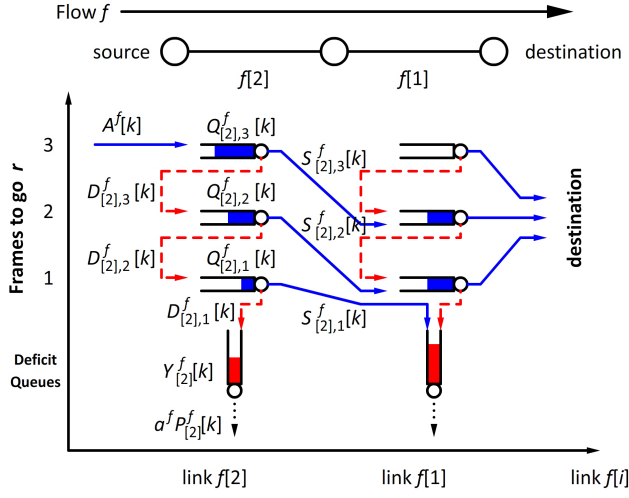 Flow f
source
destination
f[2]
f[1]
Frames to go r
3
2
1
Deficit
Queues
A^f[k]
Q^f_{[2],3}[k]
S^f_{[2],3}[k]
D^f_{[2],3}[k]
Q^f_{[2],2}[k]
S^f_{[2],2}[k]
D^f_{[2],2}[k]
Q^f_{[2],1}[k]
D^f_{[2],1}[k]
S^f_{[2],1}[k]
Y^f_{[2]}[k]
a^f P^f_{[2]}[k]
destination
link f[2]
link f[1]
link f[i]